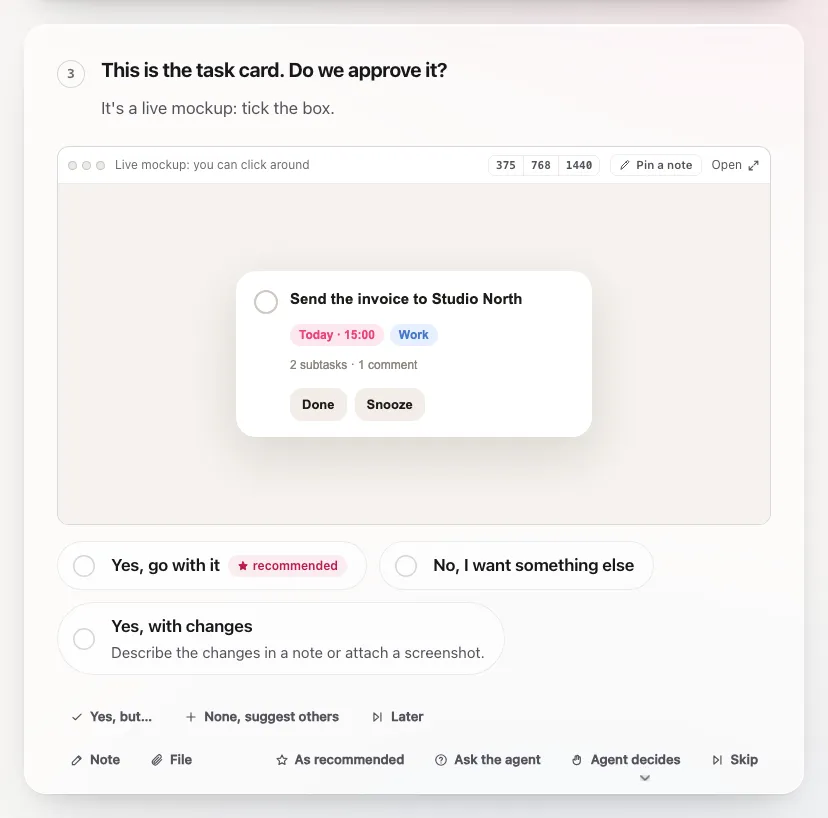 3
This is the task card. Do we approve it?
It's a live mockup: tick the box.
Live mockup: you can click around 375 768 1440 Pin a note Open
Send the invoice to Studio North
Today · 15:00 Work
2 subtasks · 1 comment
Done Snooze
Yes, go with it recommended No, I want something else
Yes, with changes
Describe the changes in a note or attach a screenshot.
Yes, but... None, suggest others Later
Note File As recommended Ask the agent Agent decides Skip